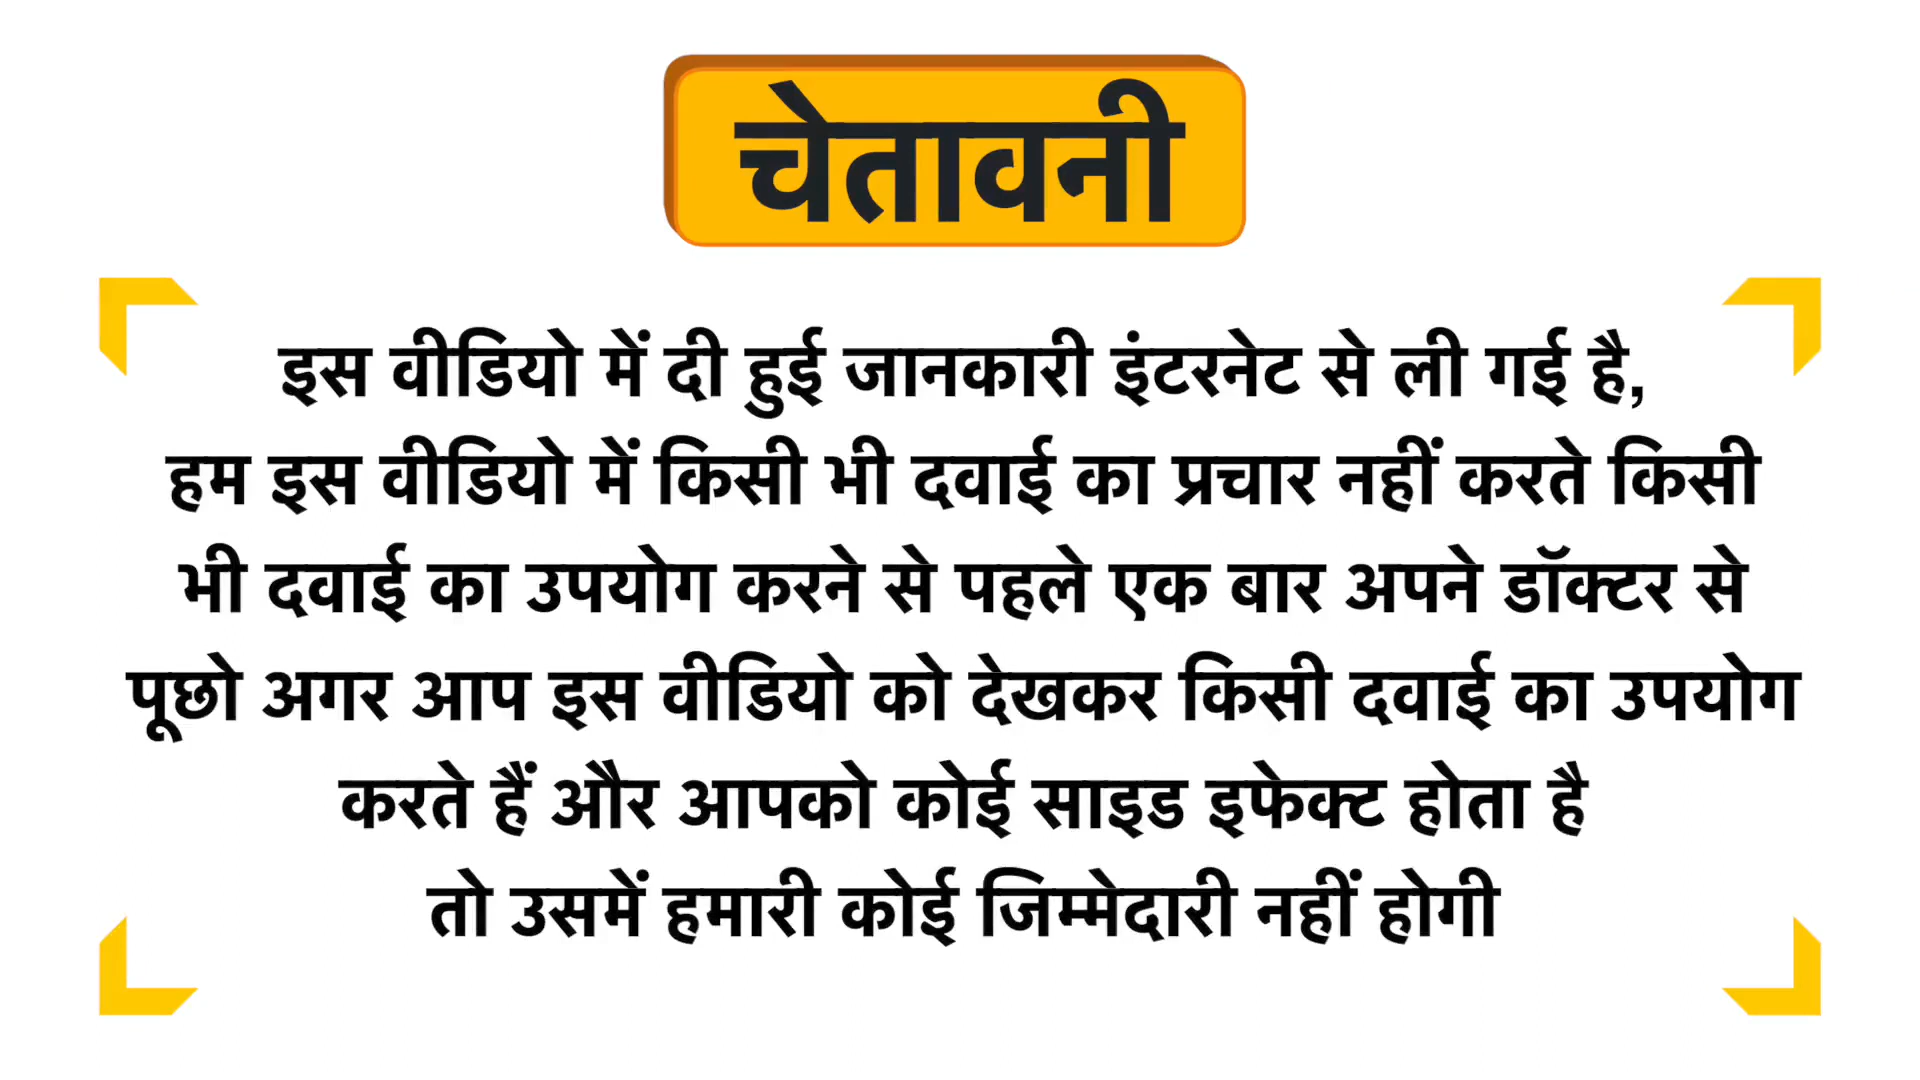 चेतावनी
इस वीडियो में दी हुई जानकारी इंटरनेट से ली गई है,
हम इस वीडियो में किसी भी दवाई का प्रचार नहीं करते किसी
भी दवाई का उपयोग करने से पहले एक बार अपने डॉक्टर से
पूछो अगर आप इस वीडियो को देखकर किसी दवाई का उपयोग
करते हैं और आपको कोई साइड इफेक्ट होता है
तो उसमें हमारी कोई जिम्मेदारी नहीं होगी